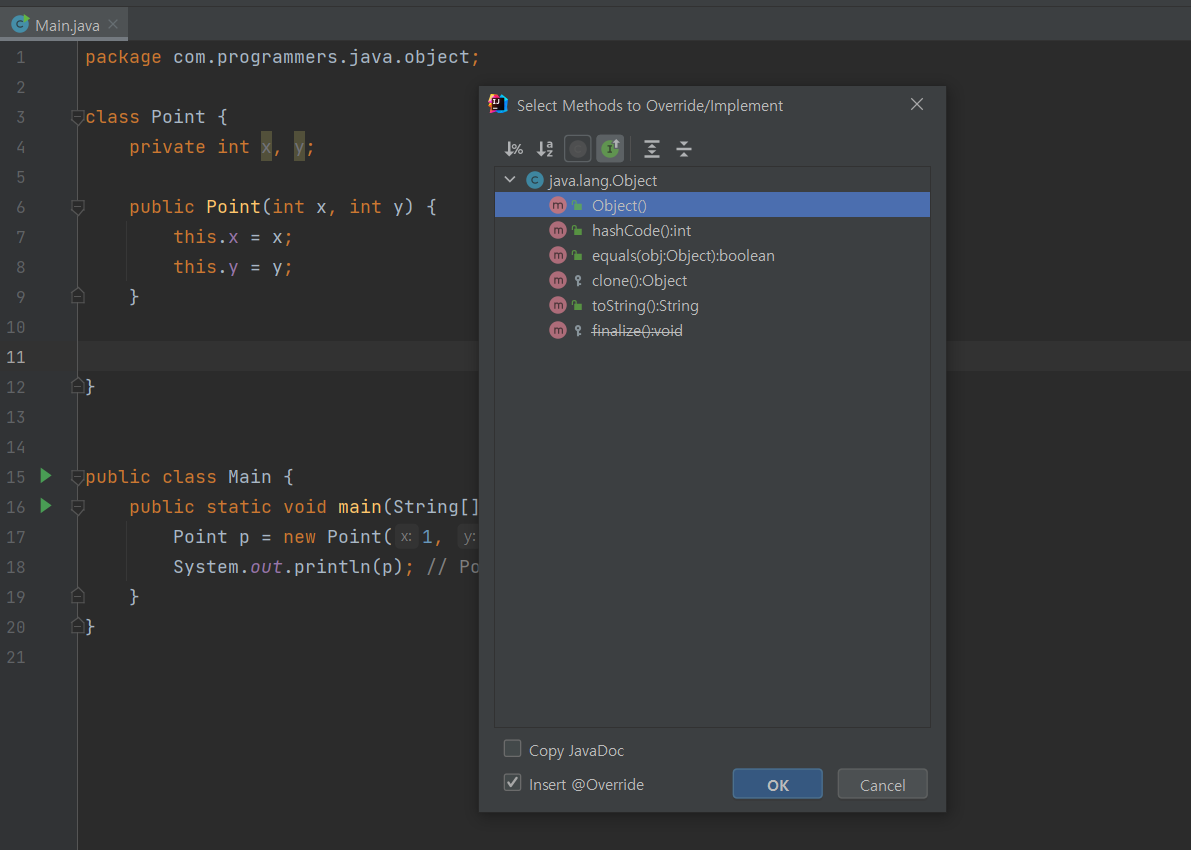 Main.java
1 package com.programmers.java.object;
2
3 class Point {
4 private int x, y;
5
6 public Point(int x, int y) {
7 this.x = x;
8 this.y = y;
9 }
10
11
12 }
13
14
15 public class Main {
16 public static void main(String[]
17 Point p = new Point( x: 1, y:
18 System.out.println(p); // Po
19 }
20 }
21
Select Methods to Override/Implement
java.lang.Object
Object()
hashCode():int
equals(obj:Object):boolean
clone():Object
toString():String
finalize():void
Copy JavaDoc
Insert @Override
OK Cancel